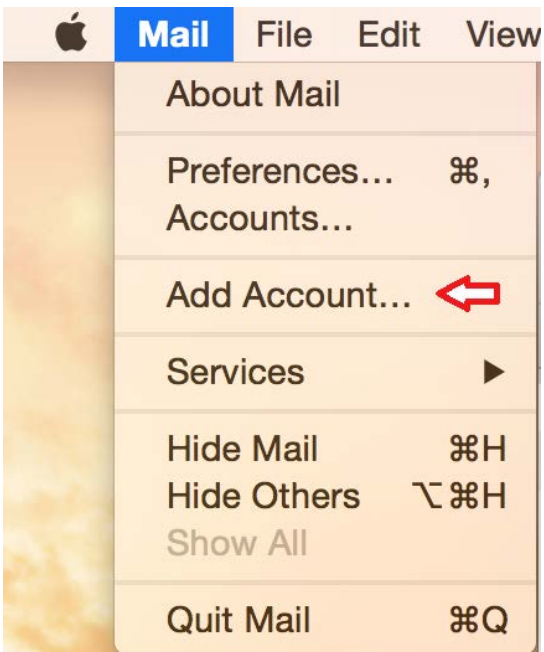 Mail File Edit View
About Mail
Preferences... ⌘,
Accounts...
Add Account...
Services ▶
Hide Mail ⌘H
Hide Others ⌥⌘H
Show All
Quit Mail ⌘Q